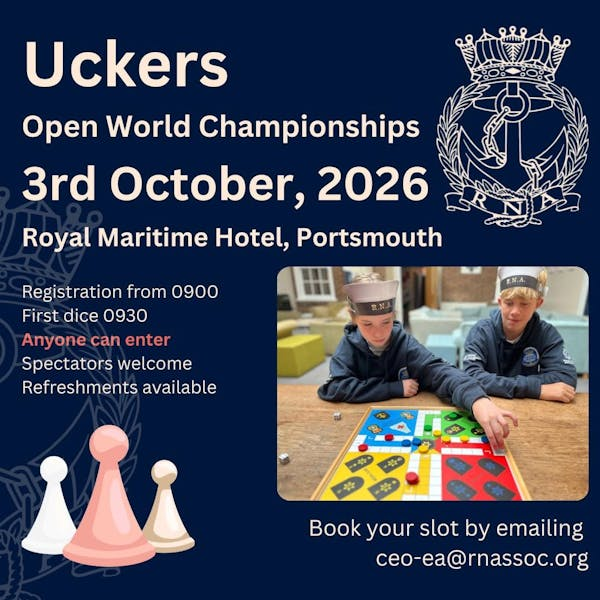 Uckers
Open World Championships
3rd October, 2026
Royal Maritime Hotel, Portsmouth
R N A
Registration from 0900
First dice 0930
Anyone can enter
Spectators welcome
Refreshments available
R.N.A.
R.N.A.
Book your slot by emailing
ceo-ea@rnassoc.org